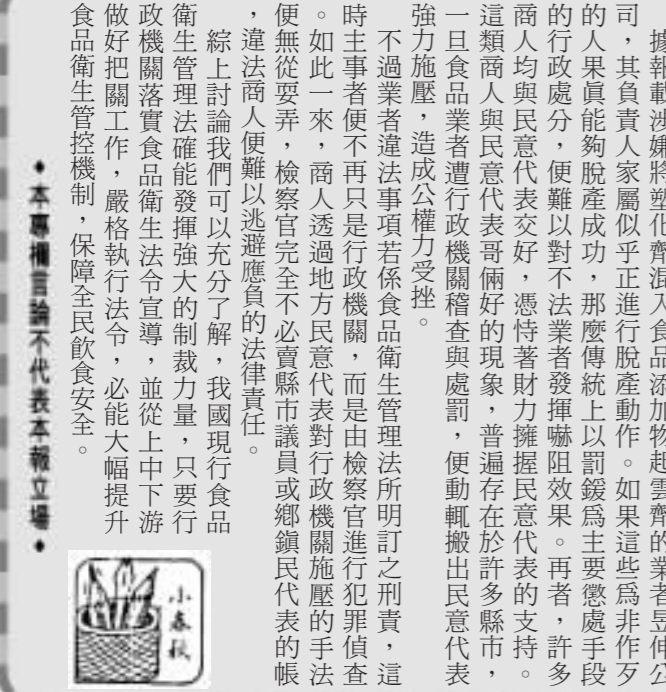 據報載涉嫌將塑化劑混入食品添加物起雲劑的業者昱伸公
司，其負責人家屬似乎正進行脫產動作。如果這些為非作歹
的人果真能夠脫產成功，那麼傳統上以罰鍰為主要懲處手段
的行政處分，便難以對不法業者發揮嚇阻效果。再者，許多
商人均與民意代表交好，憑恃著財力擁握民意代表的支持。
這類商人與民意代表哥倆好的現象，普遍存在於許多縣市，
一旦食品業者遭行政機關稽查與處罰，便動輒搬出民意代表
強力施壓，造成公權力受挫。
不過業者違法事項若係食品衛生管理法所明訂之刑責，這
時主事者便不再只是行政機關，而是由檢察官進行犯罪偵查
。如此一來，商人透過地方民意代表對行政機關施壓的手法
便無從耍弄，檢察官完全不必賣縣市議員或鄉鎮民代表的帳
，違法商人便難以逃避應負的法律責任。
綜上討論我們可以充分了解，我國現行食品
衛生管理法確能發揮強大的制裁力量，只要行
政機關落實食品衛生法令宣導，並從上中下游
做好把關工作，嚴格執行法令，必能大幅提升
食品衛生管控機制，保障全民飲食安全。
◆本專欄言論不代表本報立場◆
小春秋